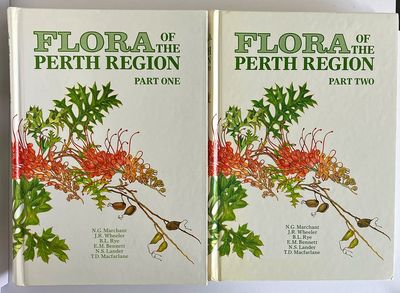 FLORA OF THE
PERTH REGION
PART ONE
N.G. Marchant
J.R. Wheeler
B.L. Rye
E.M. Bennett
N.S. Lander
T.D. Macfarlane
FLORA OF THE
PERTH REGION
PART TWO
N.G. Marchant
J.R. Wheeler
B.L. Rye
E.M. Bennett
N.S. Lander
T.D. Macfarlane